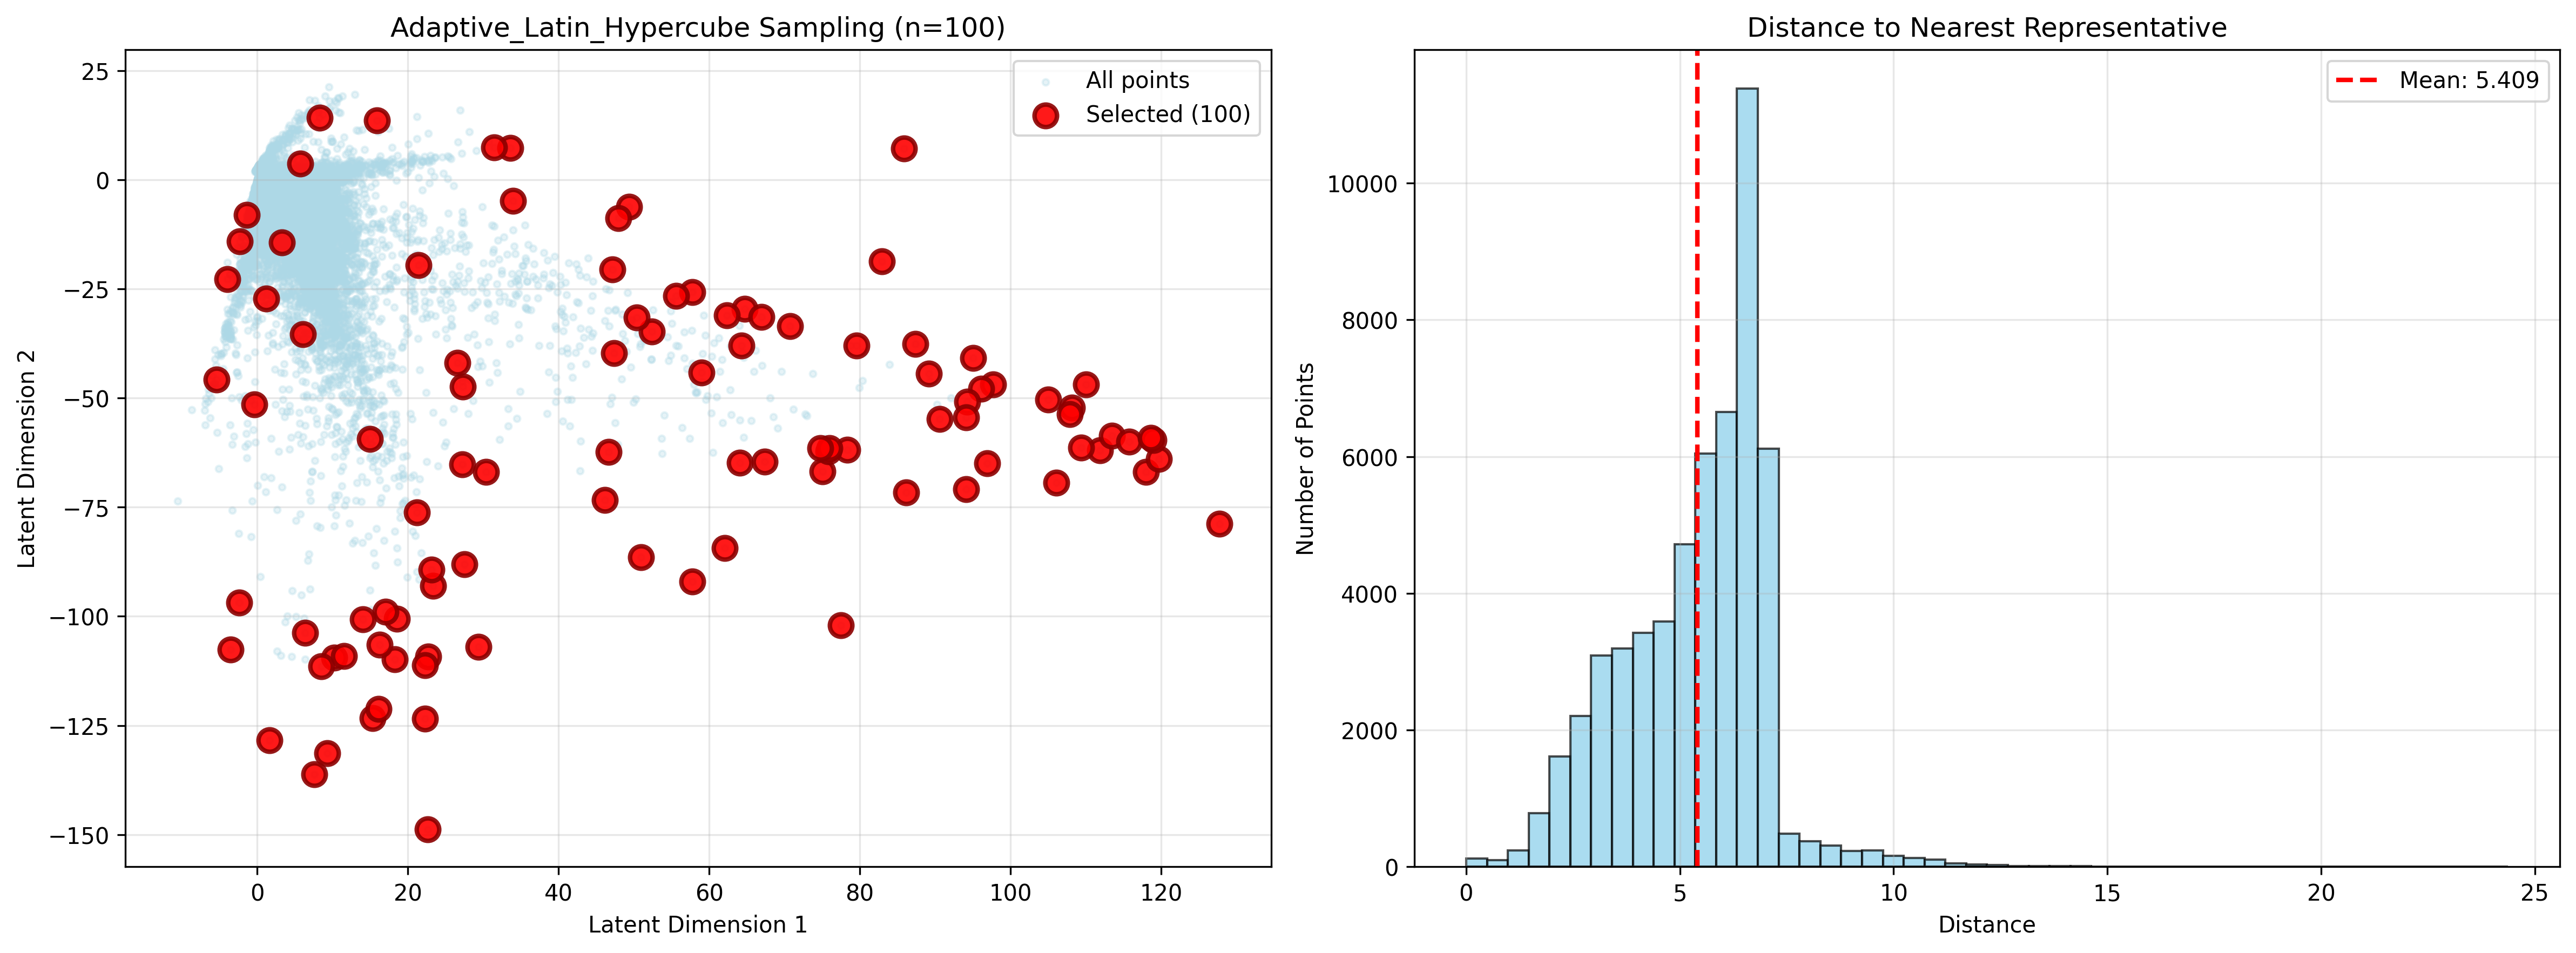 Adaptive_Latin_Hypercube Sampling (n=100)
All points
Selected (100)
25
0
−25
−50
−75
−100
−125
−150
Latent Dimension 2
0 20 40 60 80 100 120
Latent Dimension 1
Distance to Nearest Representative
Mean: 5.409
10000
8000
6000
4000
2000
0
Number of Points
0 5 10 15 20 25
Distance